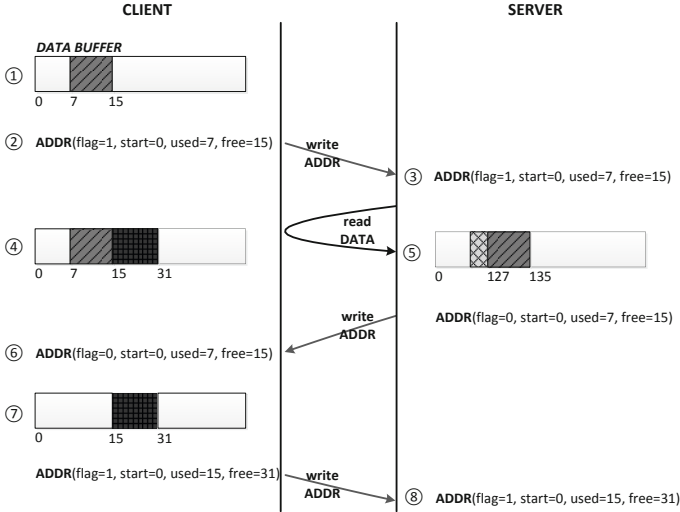 CLIENT
SERVER
DATA BUFFER
①
0 7 15
② ADDR(flag=1, start=0, used=7, free=15)
write
ADDR
③ ADDR(flag=1, start=0, used=7, free=15)
read
DATA
④
0 7 15 31
⑤
0 127 135
write
ADDR
ADDR(flag=0, start=0, used=7, free=15)
⑥ ADDR(flag=0, start=0, used=7, free=15)
⑦
0 15 31
ADDR(flag=1, start=0, used=15, free=31)
write
ADDR
⑧ ADDR(flag=1, start=0, used=15, free=31)